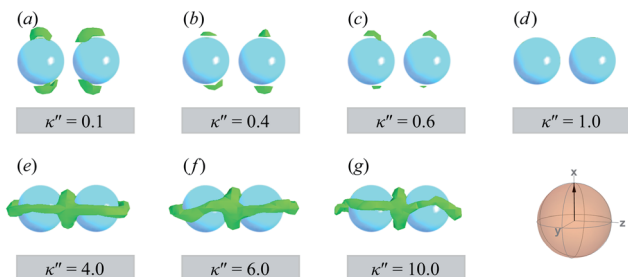 (a) (b) (c) (d)
κ″ = 0.1 κ″ = 0.4 κ″ = 0.6 κ″ = 1.0
(e) (f) (g)
x
y z
κ″ = 4.0 κ″ = 6.0 κ″ = 10.0